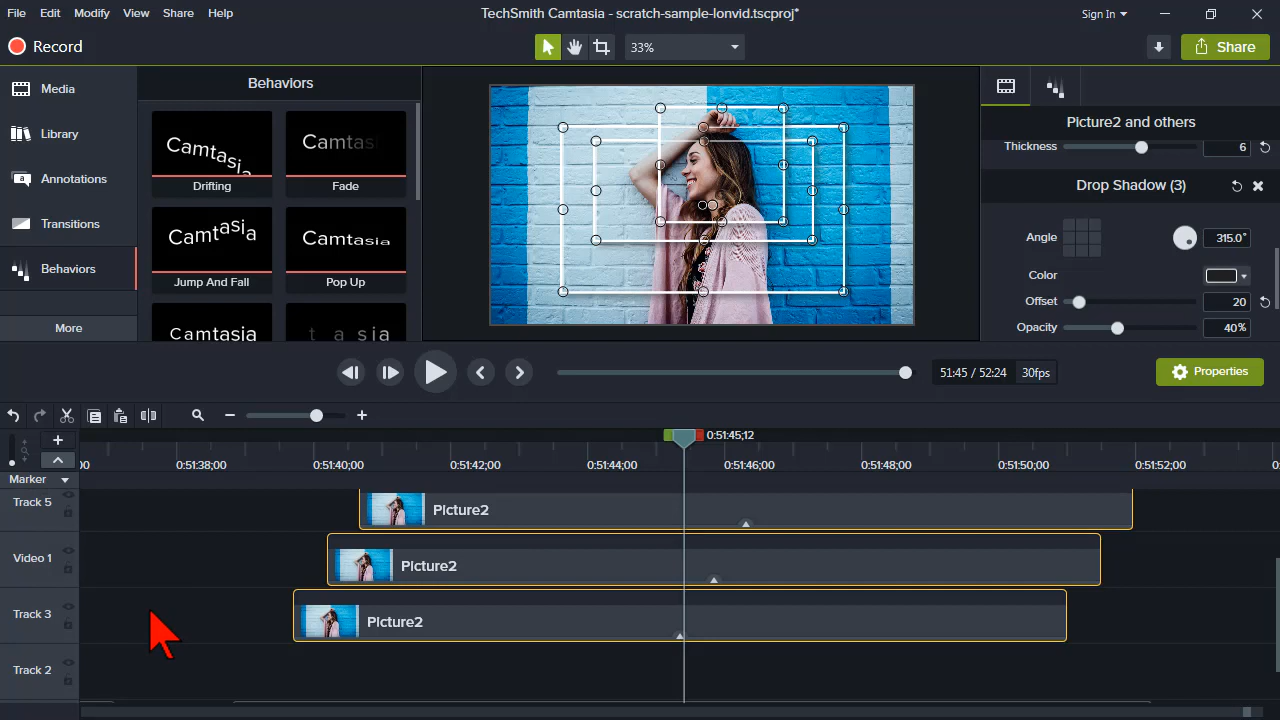 File Edit Modify View Share Help
TechSmith Camtasia - scratch-sample-lonvid.tscproj*
Sign In
Record
33%
Share
Media
Library
Annotations
Transitions
Behaviors
More
Behaviors
Camtasia
Drifting
Camtas
Fade
Camtasia
Jump And Fall
Camtasia
Pop Up
Camtasia
t a sia
Picture2 and others
Thickness 6
Drop Shadow (3)
Angle 315.0°
Color
Offset 20
Opacity 40%
51:45 / 52:24 30fps
Properties
0:51:45;12
00 0:51:38;00 0:51:40;00 0:51:42;00 0:51:44;00 0:51:46;00 0:51:48;00 0:51:50;00 0:51:52;00 0:
Marker
Track 5
Picture2
Video 1
Picture2
Track 3
Picture2
Track 2